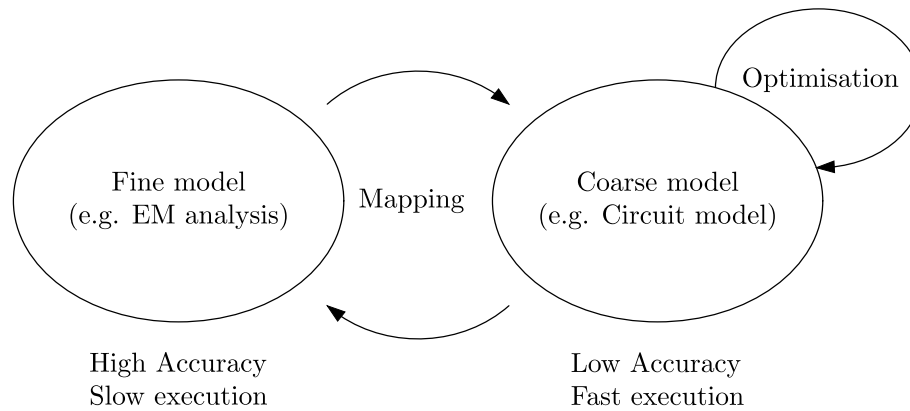 Optimisation
Fine model
(e.g. EM analysis)
Mapping
Coarse model
(e.g. Circuit model)
High Accuracy
Slow execution
Low Accuracy
Fast execution